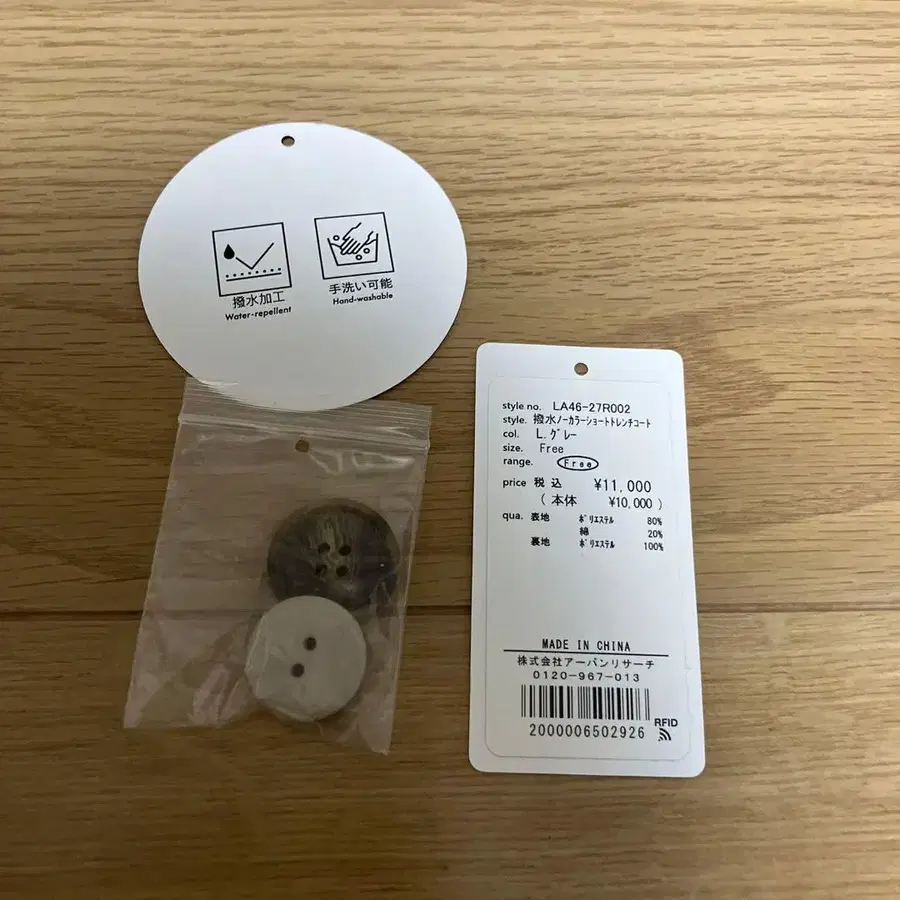 撥水加工
Water-repellent
手洗い可能
Hand-washable
style no. LA46-27R002
style. 撥水ノーカラーショートトレンチコート
col. L.グレー
size. Free
range. Free
price 税込 ¥11,000
(本体 ¥10,000)
qua. 表地 ポリエステル 80%
綿 20%
裏地 ポリエステル 100%
MADE IN CHINA
株式会社アーバンリサーチ
0120-967-013
2000006502926
RFID